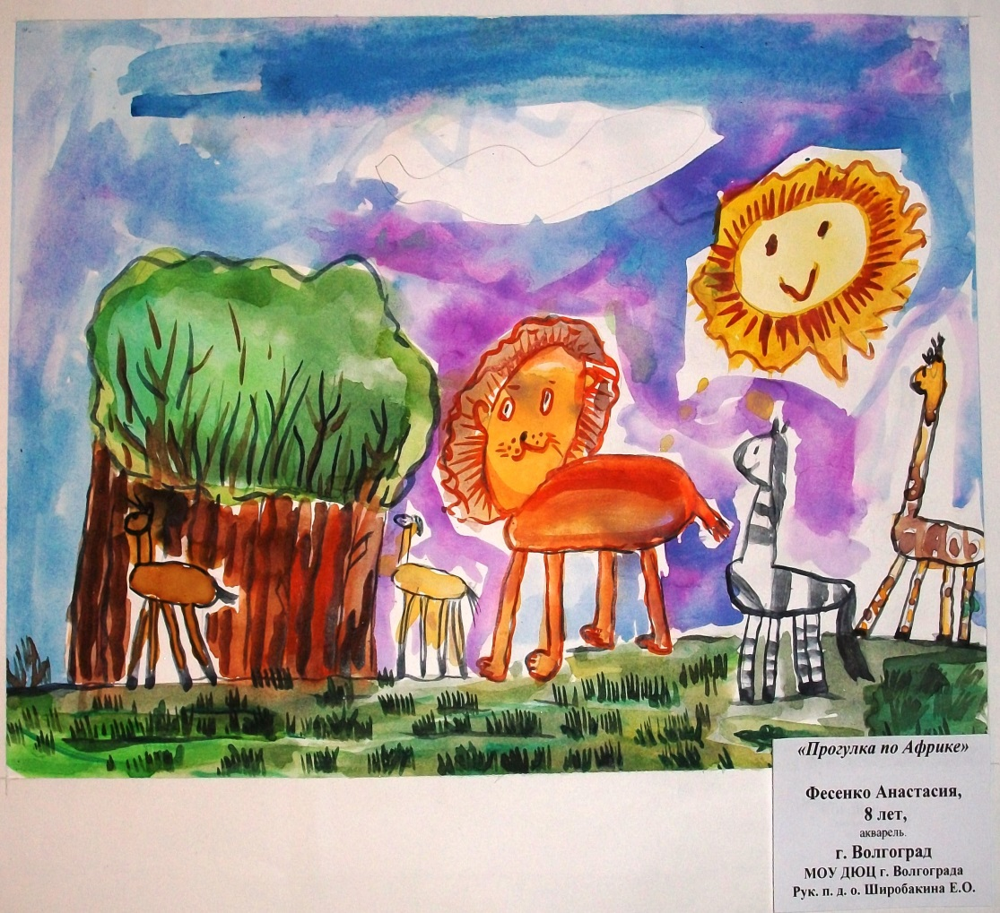 «Прогулка по Африке»
Фесенко Анастасия,
8 лет,
акварель.
г. Волгоград
МОУ ДЮЦ г. Волгограда
Рук. п. д. о. Широбакина Е.О.